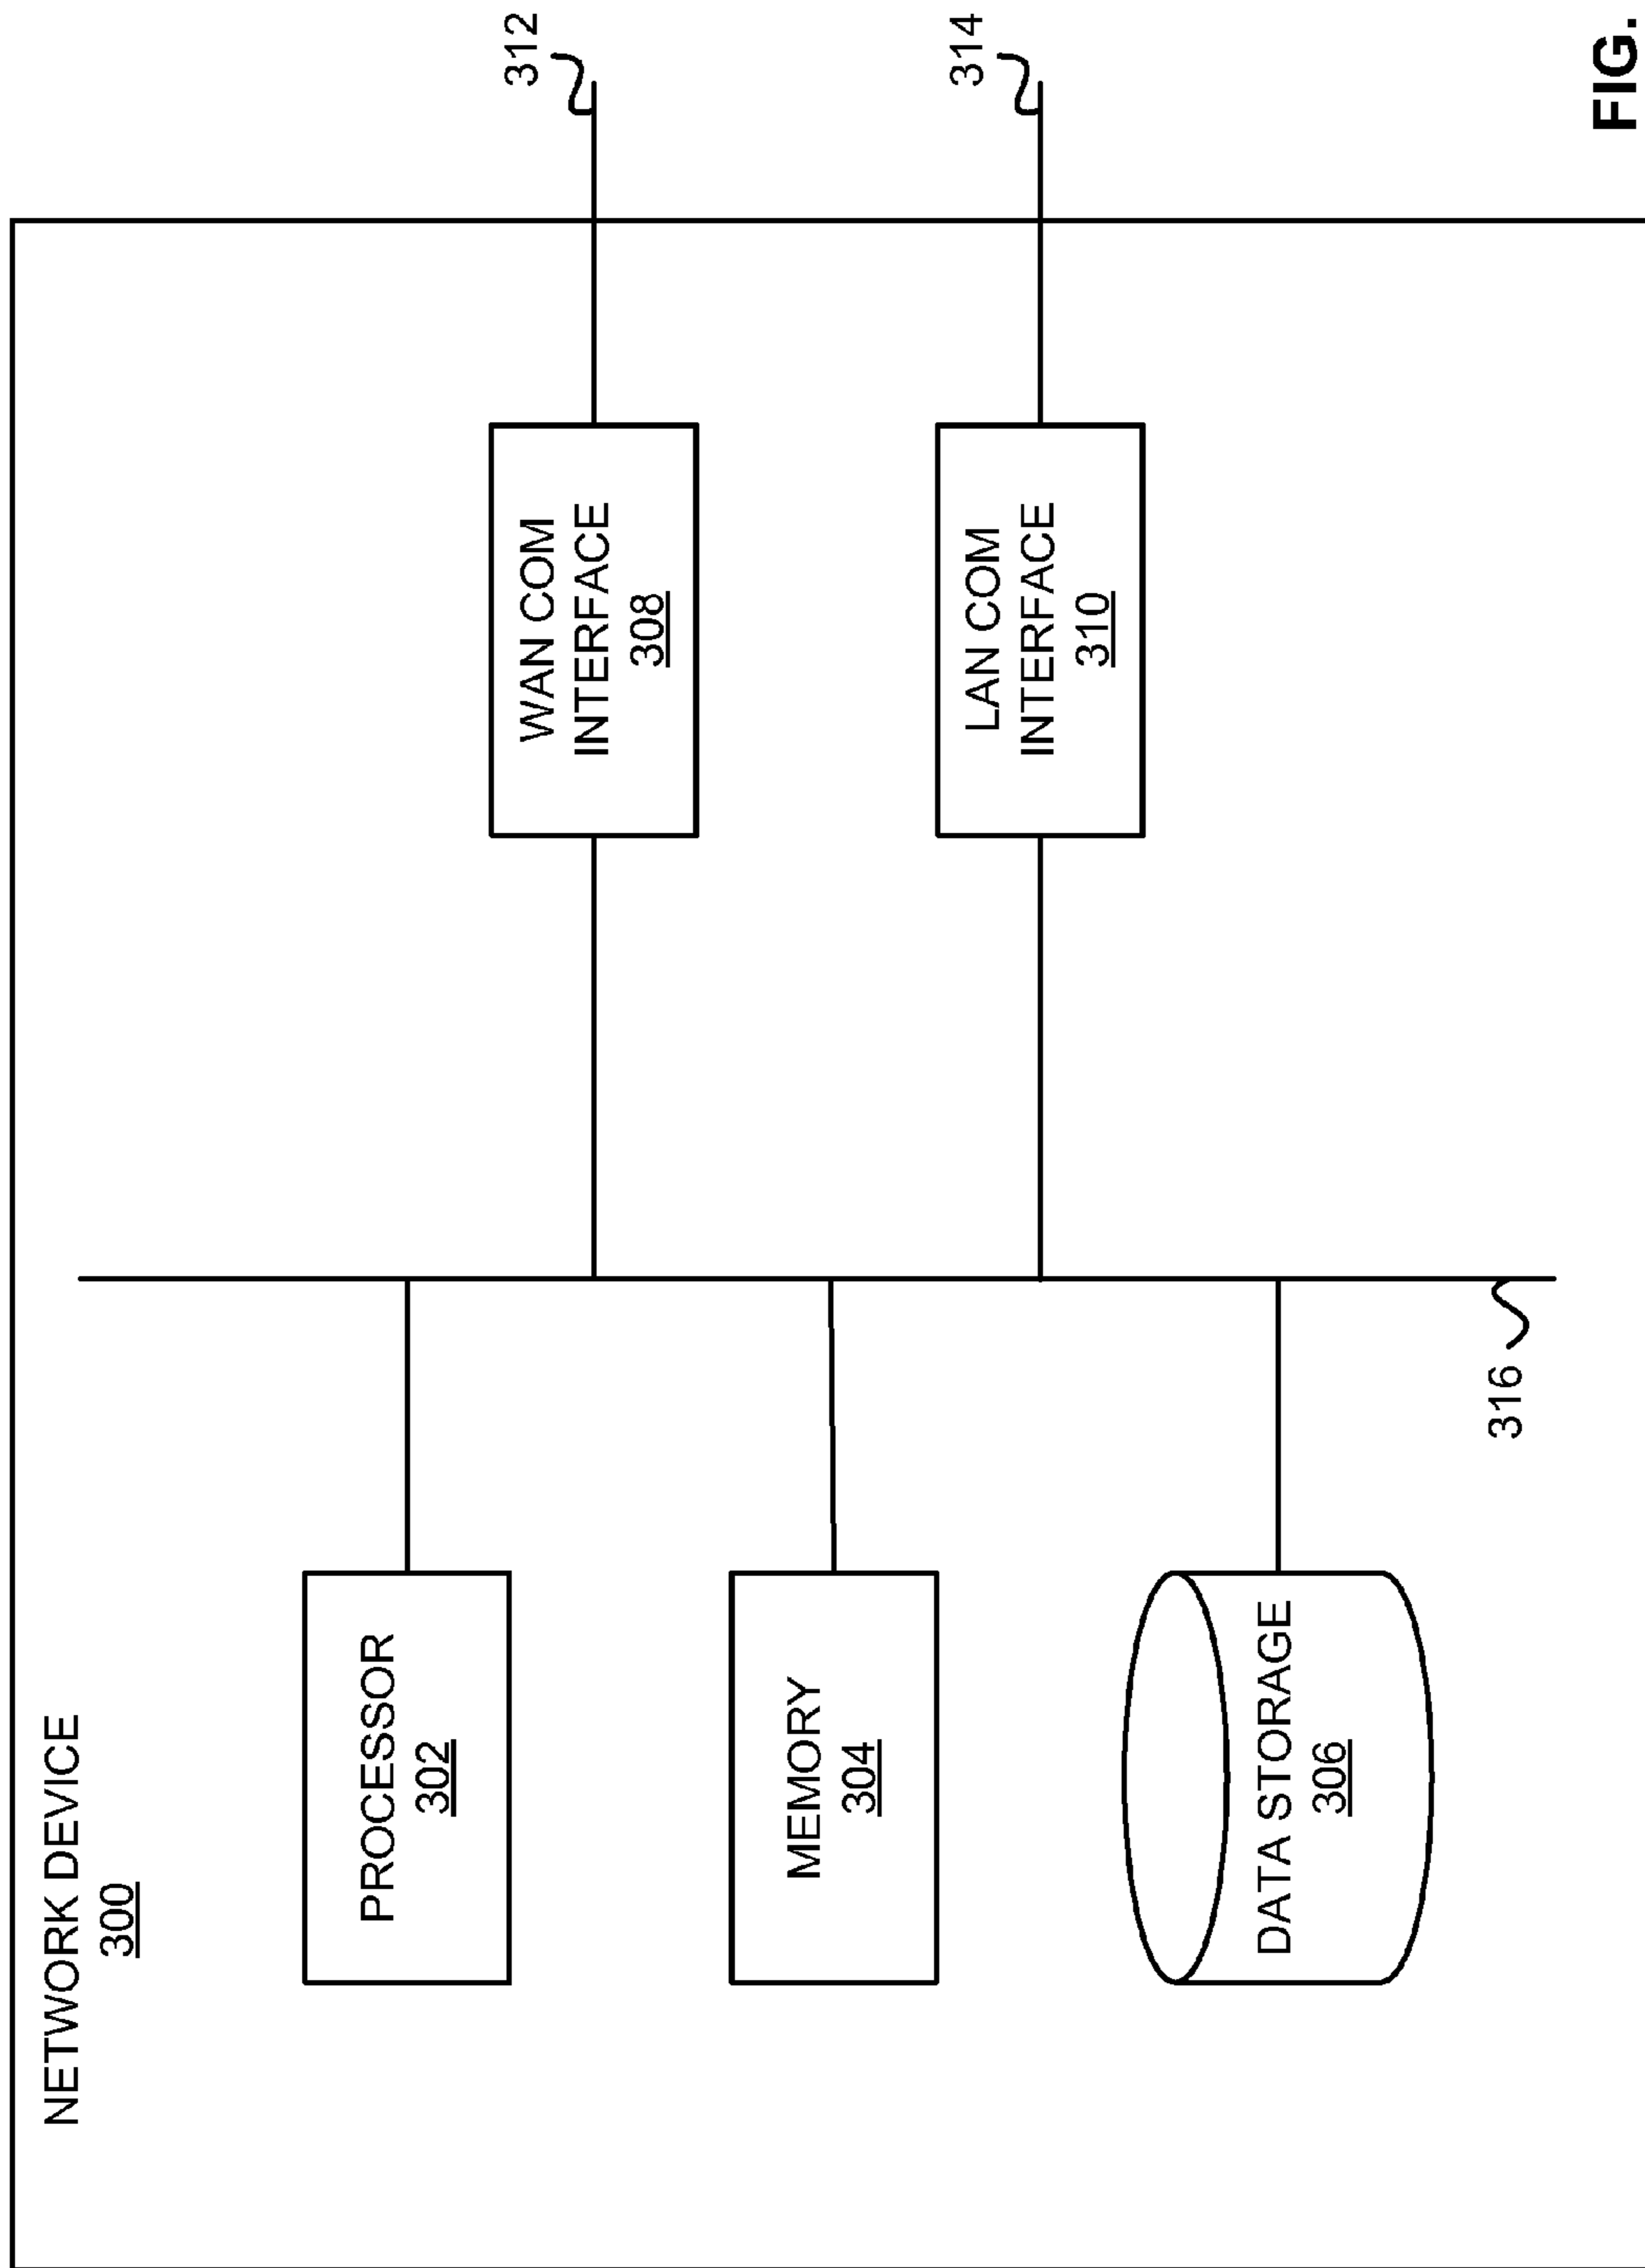 NETWORK DEVICE
300
PROCESSOR
302
MEMORY
304
DATA STORAGE
306
316
WAN COM
INTERFACE
308
LAN COM
INTERFACE
310
312
314
FIG.